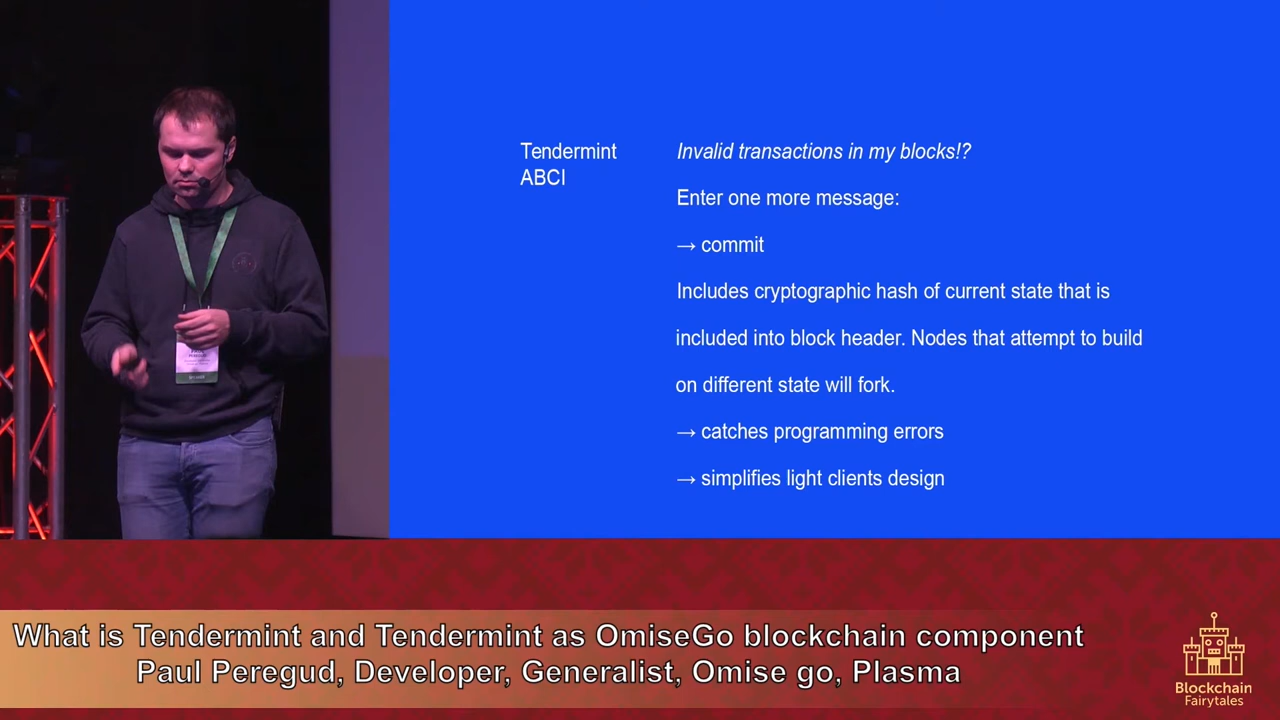 Tendermint
ABCI
Invalid transactions in my blocks!?
Enter one more message:
→ commit
Includes cryptographic hash of current state that is
included into block header. Nodes that attempt to build
on different state will fork.
→ catches programming errors
→ simplifies light clients design
What is Tendermint and Tendermint as OmiseGo blockchain component
Paul Peregud, Developer, Generalist, Omise go, Plasma
Blockchain
Fairytales